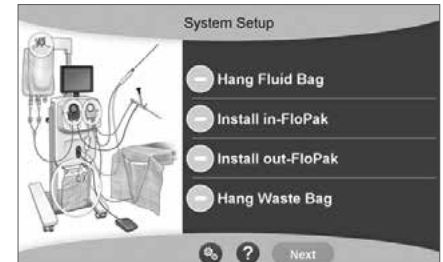 System Setup
Hang Fluid Bag
Install in-FloPak
Install out-FloPak
Hang Waste Bag
?
Next